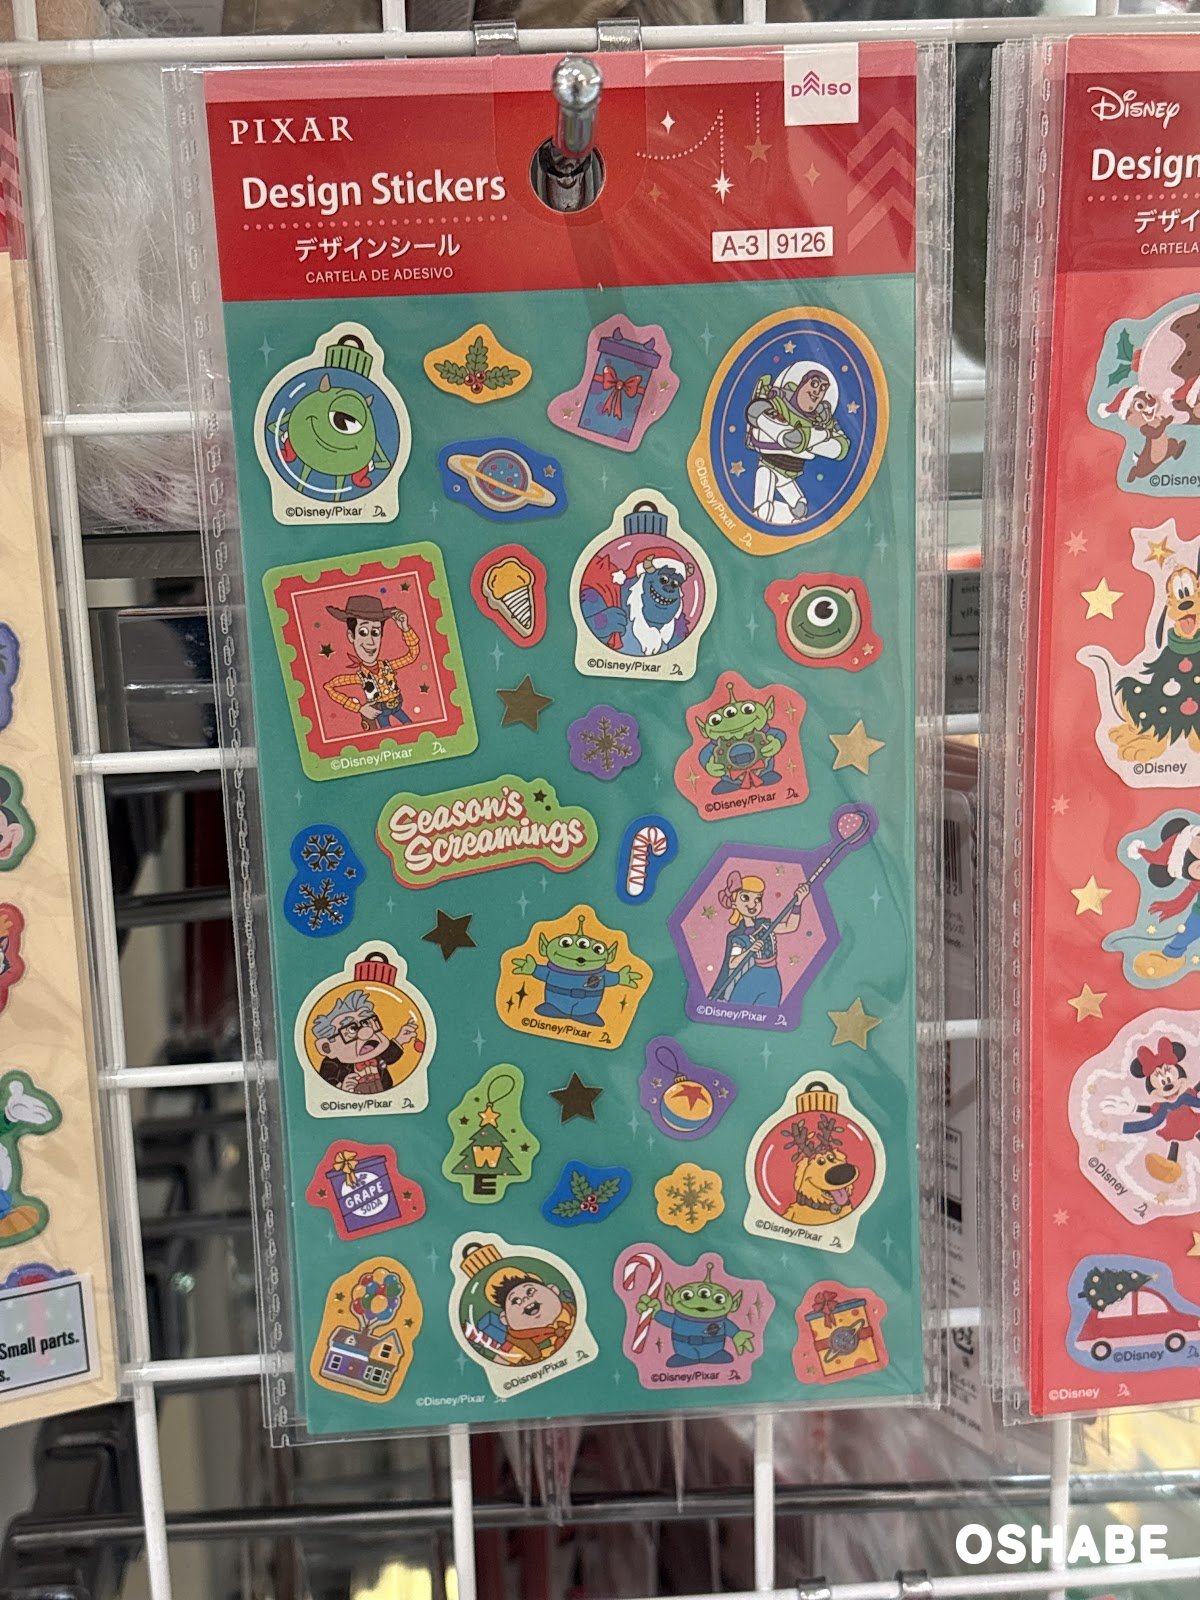 PIXAR
DAISO
Design Stickers
デザインシール
CARTELA DE ADESIVO
A-3 9126
©Disney/Pixar
©Disney/Pixar
©Disney/Pixar
©Disney/Pixar
©Disney/Pixar
SEASON'S
SCREAMINGS
©Disney/Pixar
©Disney/Pixar
©Disney/Pixar
W
E
GRAPE
SODA
©Disney/Pixar
©Disney/Pixar
©Disney/Pixar
©Disney/Pixar
DISNEY
Design
デザイ
CARTELA
©Disney
©Disney
©Disney
©Disney
©Disney
Small parts.
s.
OSHABE